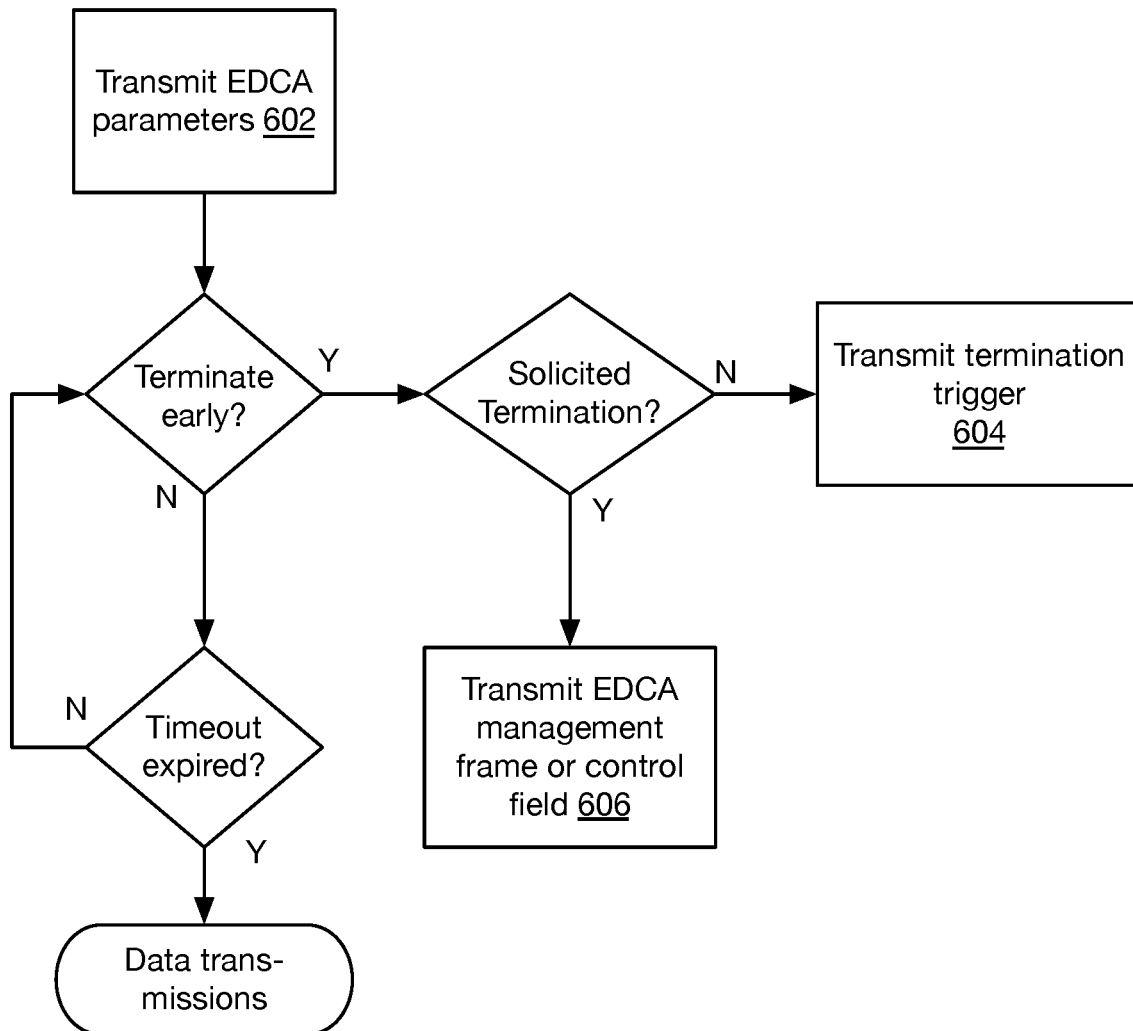 Transmit EDCA
parameters 602
Terminate
early?
Y
N
Solicited
Termination?
N
Y
Transmit termination
trigger
604
Timeout
expired?
N
Y
Transmit EDCA
management
frame or control
field 606
Data trans-
missions